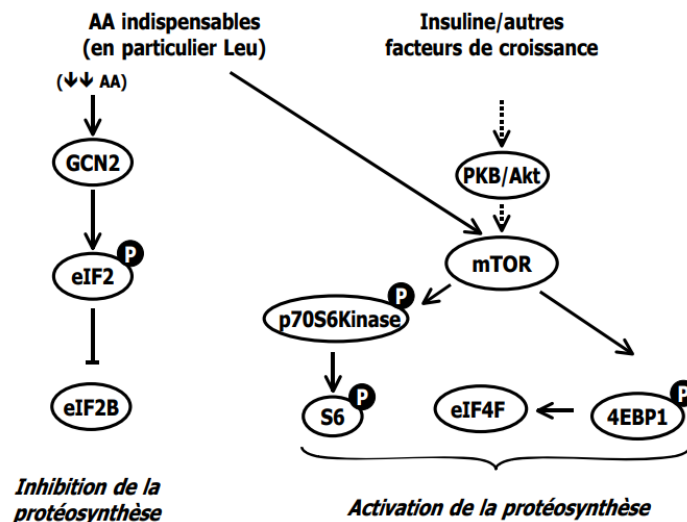 AA indispensables
(en particulier Leu)
Insuline/autres
facteurs de croissance
(↓↓ AA)
GCN2
PKB/Akt
P
eIF2
mTOR
P
p70S6Kinase
eIF2B
P
S6
eIF4F
P
4EBP1
Inhibition de la
protéosynthèse
Activation de la protéosynthèse